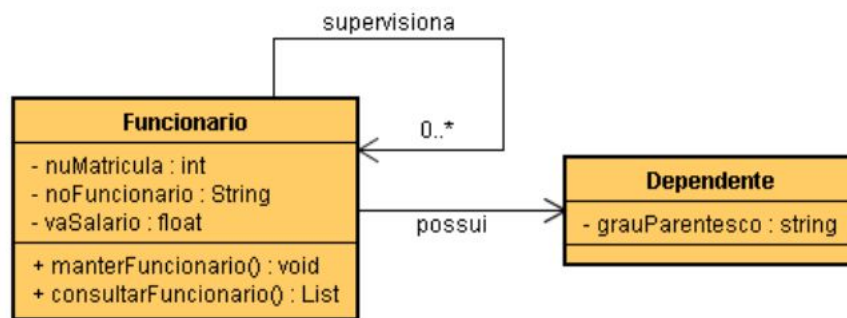 supervisiona
Funcionario
0..*
- nuMatricula : int
- noFuncionario : String
- vaSalario : float
+ manterFuncionario() : void
+ consultarFuncionario() : List
possui
Dependente
- grauParentesco : string